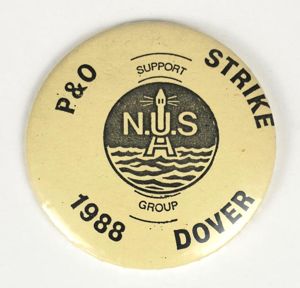 P&O STRIKE
SUPPORT
N.U.S
GROUP
1988 DOVER